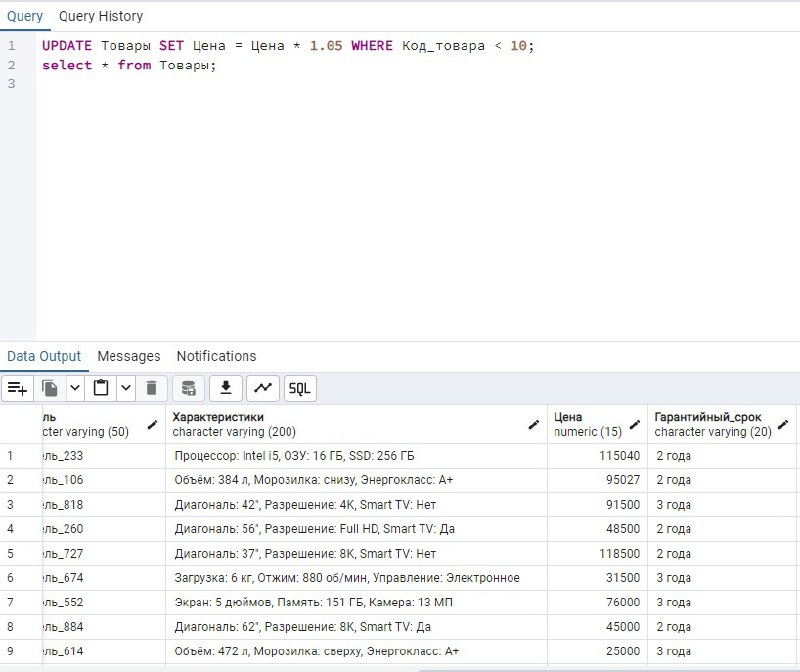 Query Query History
1 UPDATE Товары SET Цена = Цена * 1.05 WHERE Код_товара < 10;
2 select * from Товары;
3
Data Output Messages Notifications
SQL
ль Характеристики Цена Гарантийный_срок
cter varying (50) character varying (200) numeric (15) character varying (20)
1 ель_233 Процессор: Intel i5, ОЗУ: 16 ГБ, SSD: 256 ГБ 115040 2 года
2 ель_106 Объём: 384 л, Морозилка: снизу, Энергокласс: A+ 95027 2 года
3 ель_818 Диагональ: 42", Разрешение: 4K, Smart TV: Нет 91500 3 года
4 ель_260 Диагональ: 56", Разрешение: Full HD, Smart TV: Да 48500 2 года
5 ель_727 Диагональ: 37", Разрешение: 8K, Smart TV: Нет 118500 2 года
6 ель_674 Загрузка: 6 кг, Отжим: 880 об/мин, Управление: Электронное 31500 3 года
7 ель_552 Экран: 5 дюймов, Память: 151 ГБ, Камера: 13 МП 76000 3 года
8 ель_884 Диагональ: 62", Разрешение: 8K, Smart TV: Да 45000 2 года
9 ель_614 Объём: 472 л, Морозилка: сверху, Энергокласс: A+ 25000 3 года